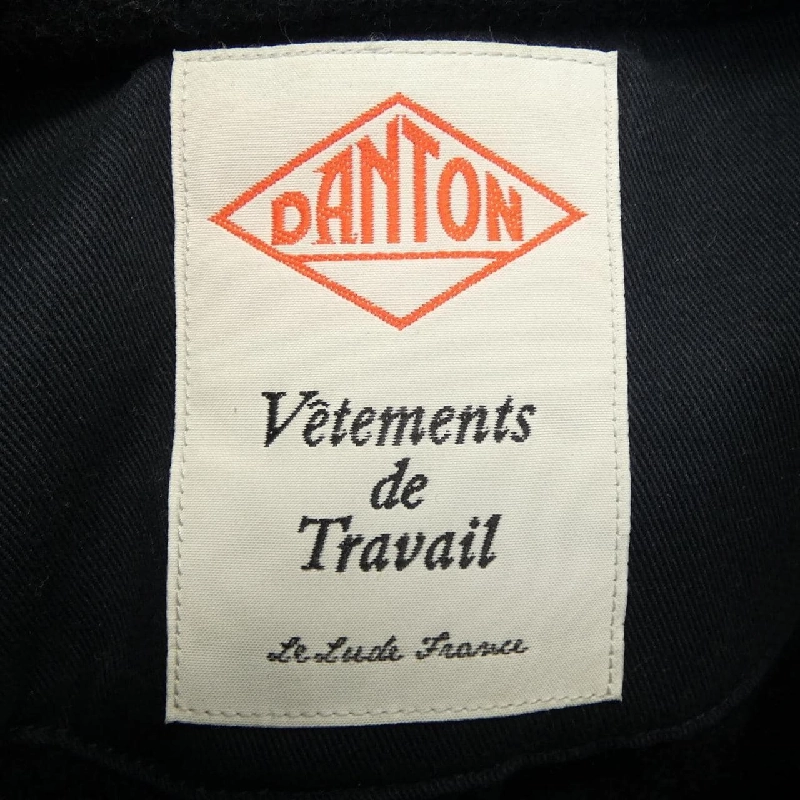 DANTON
Vêtements
de
Travail
Le Lude France